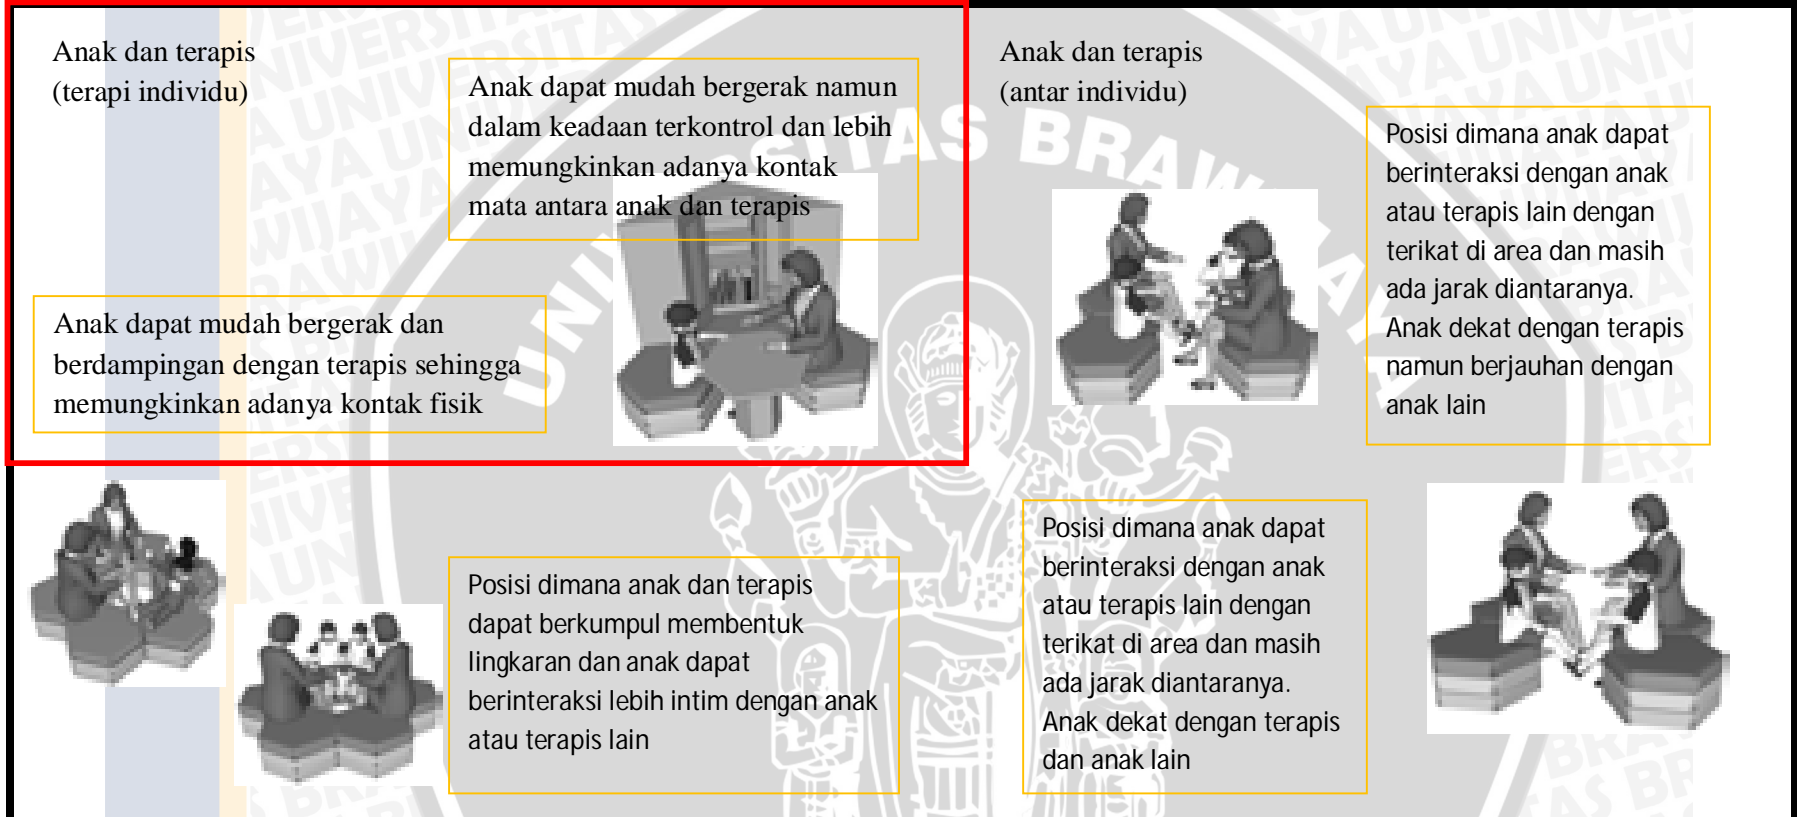 Anak dan terapis
(terapi individu)
Anak dapat mudah bergerak namun
dalam keadaan terkontrol dan lebih
memungkinkan adanya kontak
mata antara anak dan terapis
Anak dapat mudah bergerak dan
berdampingan dengan terapis sehingga
memungkinkan adanya kontak fisik
Anak dan terapis
(antar individu)
Posisi dimana anak dapat
berinteraksi dengan anak
atau terapis lain dengan
terikat di area dan masih
ada jarak diantaranya.
Anak dekat dengan terapis
namun berjauhan dengan
anak lain
Posisi dimana anak dan terapis
dapat berkumpul membentuk
lingkaran dan anak dapat
berinteraksi lebih intim dengan anak
atau terapis lain
Posisi dimana anak dapat
berinteraksi dengan anak
atau terapis lain dengan
terikat di area dan masih
ada jarak diantaranya.
Anak dekat dengan terapis
dan anak lain
UNIVERSITAS BRAWIJAYA